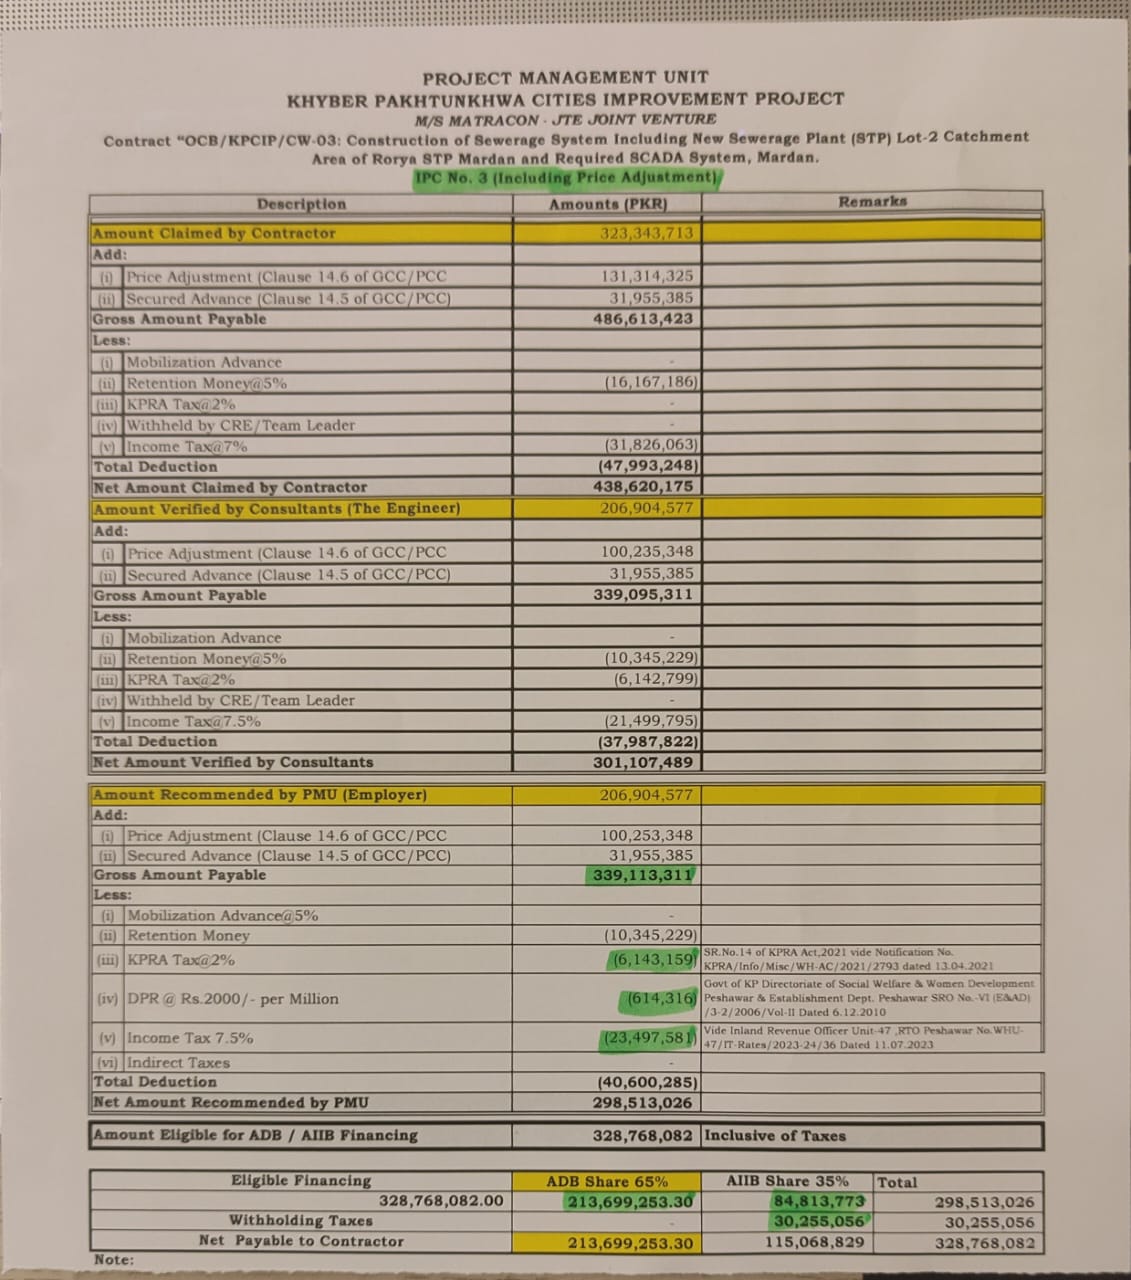 PROJECT MANAGEMENT UNIT
KHYBER PAKHTUNKHWA CITIES IMPROVEMENT PROJECT
M/S MATRACON - JTE JOINT VENTURE
Contract "OCB/KPCIP/CW-03: Construction of Sewerage System Including New Sewerage Plant (STP) Lot-2 Catchment
Area of Rorya STP Mardan and Required SCADA System, Mardan.
IPC No. 3 (Including Price Adjustment)
Description Amounts (PKR) Remarks
Amount Claimed by Contractor 323,343,713
Add:
(i) Price Adjustment (Clause 14.6 of GCC/PCC 131,314,325
(ii) Secured Advance (Clause 14.5 of GCC/PCC) 31,955,385
Gross Amount Payable 486,613,423
Less:
(i) Mobilization Advance -
(ii) Retention Money@5% (16,167,186)
(iii) KPRA Tax@2% -
(iv) Withheld by CRE/Team Leader -
(v) Income Tax@7% (31,826,063)
Total Deduction (47,993,248)
Net Amount Claimed by Contractor 438,620,175
Amount Verified by Consultants (The Engineer) 206,904,577
Add:
(i) Price Adjustment (Clause 14.6 of GCC/PCC 100,235,348
(ii) Secured Advance (Clause 14.5 of GCC/PCC) 31,955,385
Gross Amount Payable 339,095,311
Less:
(i) Mobilization Advance -
(ii) Retention Money@5% (10,345,229)
(iii) KPRA Tax@2% (6,142,799)
(iv) Withheld by CRE/Team Leader -
(v) Income Tax@7.5% (21,499,795)
Total Deduction (37,987,822)
Net Amount Verified by Consultants 301,107,489
Amount Recommended by PMU (Employer) 206,904,577
Add:
(i) Price Adjustment (Clause 14.6 of GCC/PCC 100,253,348
(ii) Secured Advance (Clause 14.5 of GCC/PCC) 31,955,385
Gross Amount Payable 339,113,311
Less:
(i) Mobilization Advance@5% -
(ii) Retention Money (10,345,229)
(iii) KPRA Tax@2% (6,143,159) SR.No.14 of KPRA Act,2021 vide Notification No.
KPRA/Info/Misc/WH-AC/2021/2793 dated 13.04.2021
(iv) DPR @ Rs.2000/- per Million (614,316) Govt of KP Directoriate of Social Welfare & Women Development
Peshawar & Establishment Dept. Peshawar SRO No.-VI (E&AD)
/3-2/2006/Vol-II Dated 6.12.2010
(v) Income Tax 7.5% (23,497,581) Vide Inland Revenue Officer Unit-47 ,RTO Peshawar No.WHU-
47/IT-Rates/2023-24/36 Dated 11.07.2023
(vi) Indirect Taxes -
Total Deduction (40,600,285)
Net Amount Recommended by PMU 298,513,026
Amount Eligible for ADB / AIIB Financing 328,768,082 Inclusive of Taxes
Eligible Financing ADB Share 65% AIIB Share 35% Total
328,768,082.00 213,699,253.30 84,813,773 298,513,026
Withholding Taxes - 30,255,056 30,255,056
Net Payable to Contractor 213,699,253.30 115,068,829 328,768,082
Note: